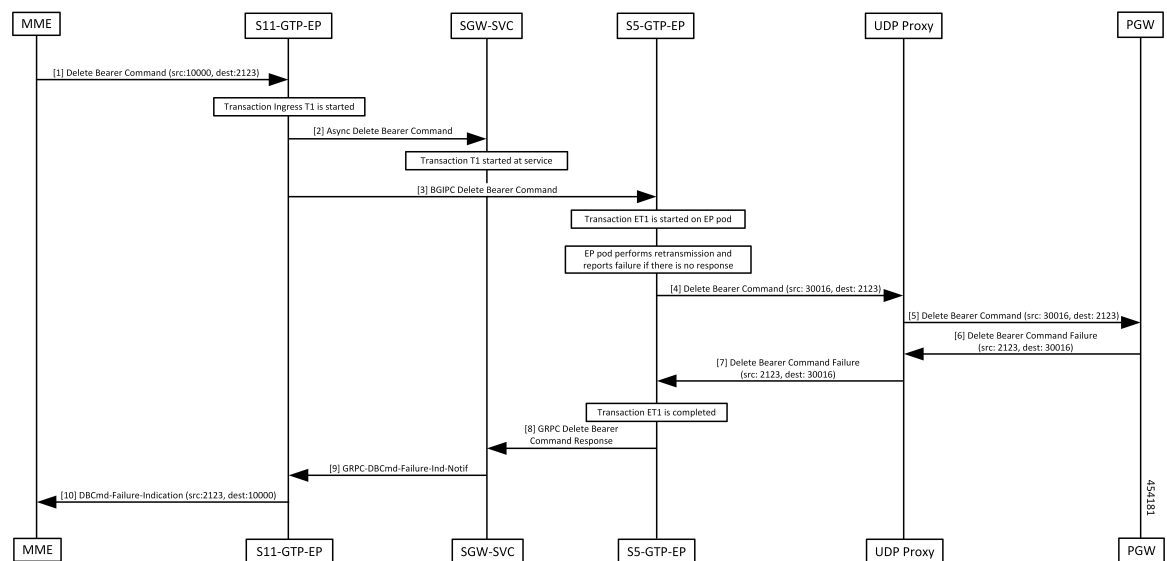 MME
S11-GTP-EP
SGW-SVC
S5-GTP-EP
UDP Proxy
PGW
[1] Delete Bearer Command (src:10000, dest:2123)
Transaction Ingress T1 is started
[2] Async Delete Bearer Command
Transaction T1 started at service
[3] BGIPC Delete Bearer Command
Transaction ET1 is started on EP pod
EP pod performs retransmission and
reports failure if there is no response
[4] Delete Bearer Command (src: 30016, dest: 2123)
[5] Delete Bearer Command (src: 30016, dest: 2123)
[6] Delete Bearer Command Failure
(src: 2123, dest: 30016)
[7] Delete Bearer Command Failure
(src: 2123, dest: 30016)
Transaction ET1 is completed
[8] GRPC Delete Bearer
Command Response
[9] GRPC-DBCmd-Failure-Ind-Notif
[10] DBCmd-Failure-Indication (src:2123, dest:10000)
454181
MME
S11-GTP-EP
SGW-SVC
S5-GTP-EP
UDP Proxy
PGW